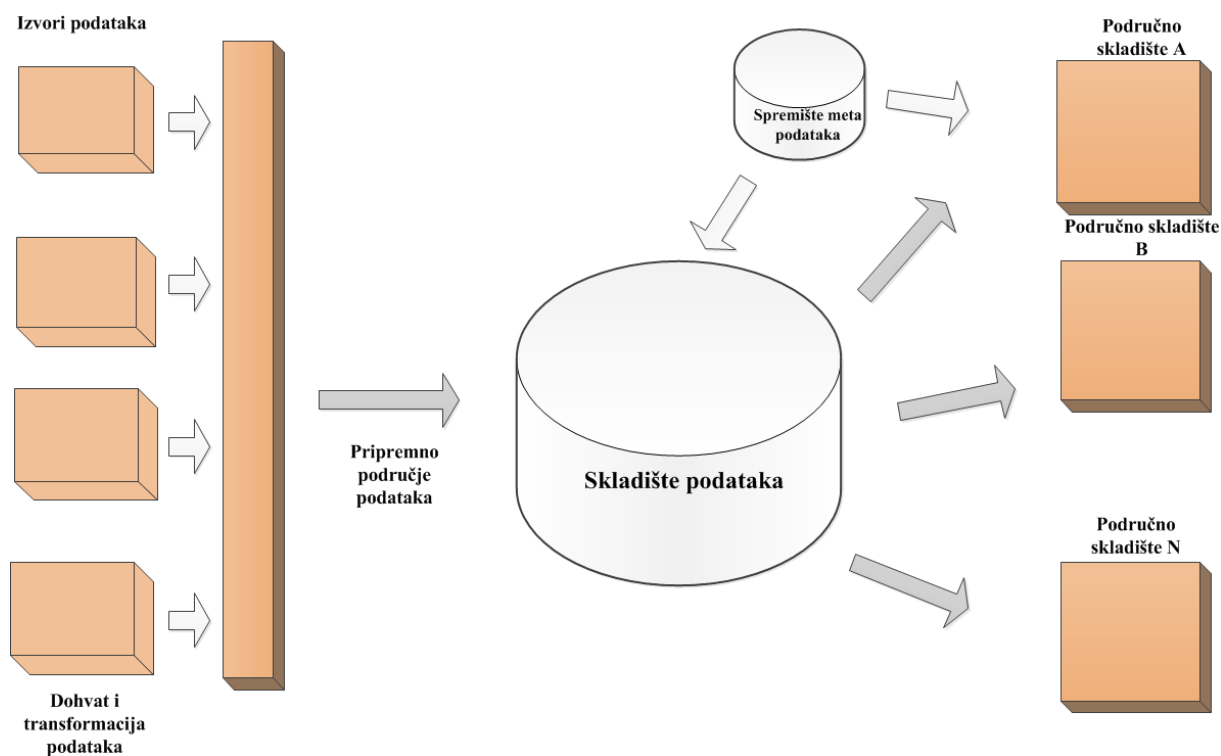 Izvori podataka
Dohvat i
transformacija
podataka
Pripremno
područje
podataka
Spremište meta
podataka
Skladište podataka
Područno
skladište A
Područno skladište
B
Područno
skladište N